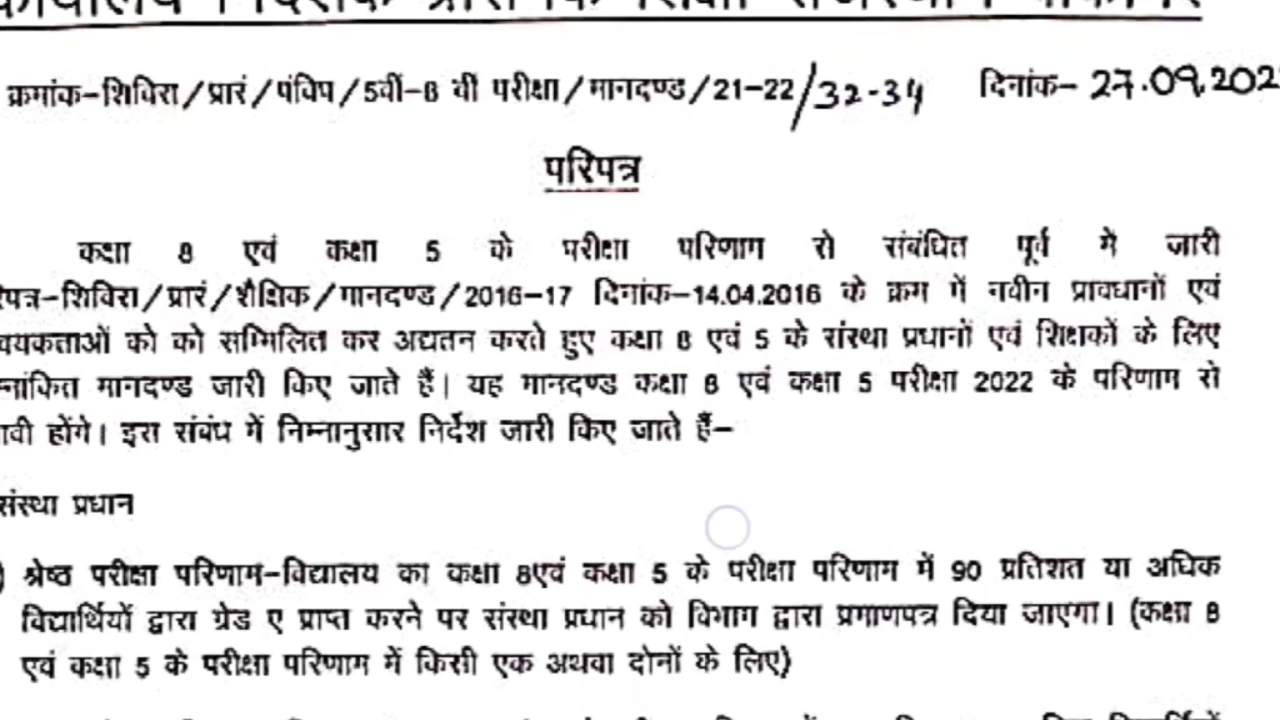 क्रमांक-शिविरा/प्रारं/पंविप/5वीं-8 वी परीक्षा/मानदण्ड/21-22/32-34 दिनांक- 27.09.202
परिपत्र
कक्षा 8 एवं कक्षा 5 के परीक्षा परिणाम से संबंधित पूर्व में जारी
पत्र-शिविरा/प्रारं/शैक्षिक/मानदण्ड/2016-17 दिनांक-14.04.2016 के क्रम में नवीन प्रावधानों एवं
वयकताओं को को सम्मिलित कर अद्यतन करते हुए कक्षा 8 एवं 5 के संस्था प्रधानों एवं शिक्षकों के लिए
नांकित मानदण्ड जारी किए जाते हैं। यह मानदण्ड कक्षा 8 एवं कक्षा 5 परीक्षा 2022 के परिणाम से
वी होंगे। इस संबंध में निम्नानुसार निर्देश जारी किए जाते हैं-
संस्था प्रधान
) श्रेष्ठ परीक्षा परिणाम-विद्यालय का कक्षा 8एवं कक्षा 5 के परीक्षा परिणाम में 90 प्रतिशत या अधिक
विद्यार्थियों द्वारा ग्रेड ए प्राप्त करने पर संस्था प्रधान को विभाग द्वारा प्रमाणपत्र दिया जाएगा। (कक्षा 8
एवं कक्षा 5 के परीक्षा परिणाम में किसी एक अथवा दोनों के लिए)